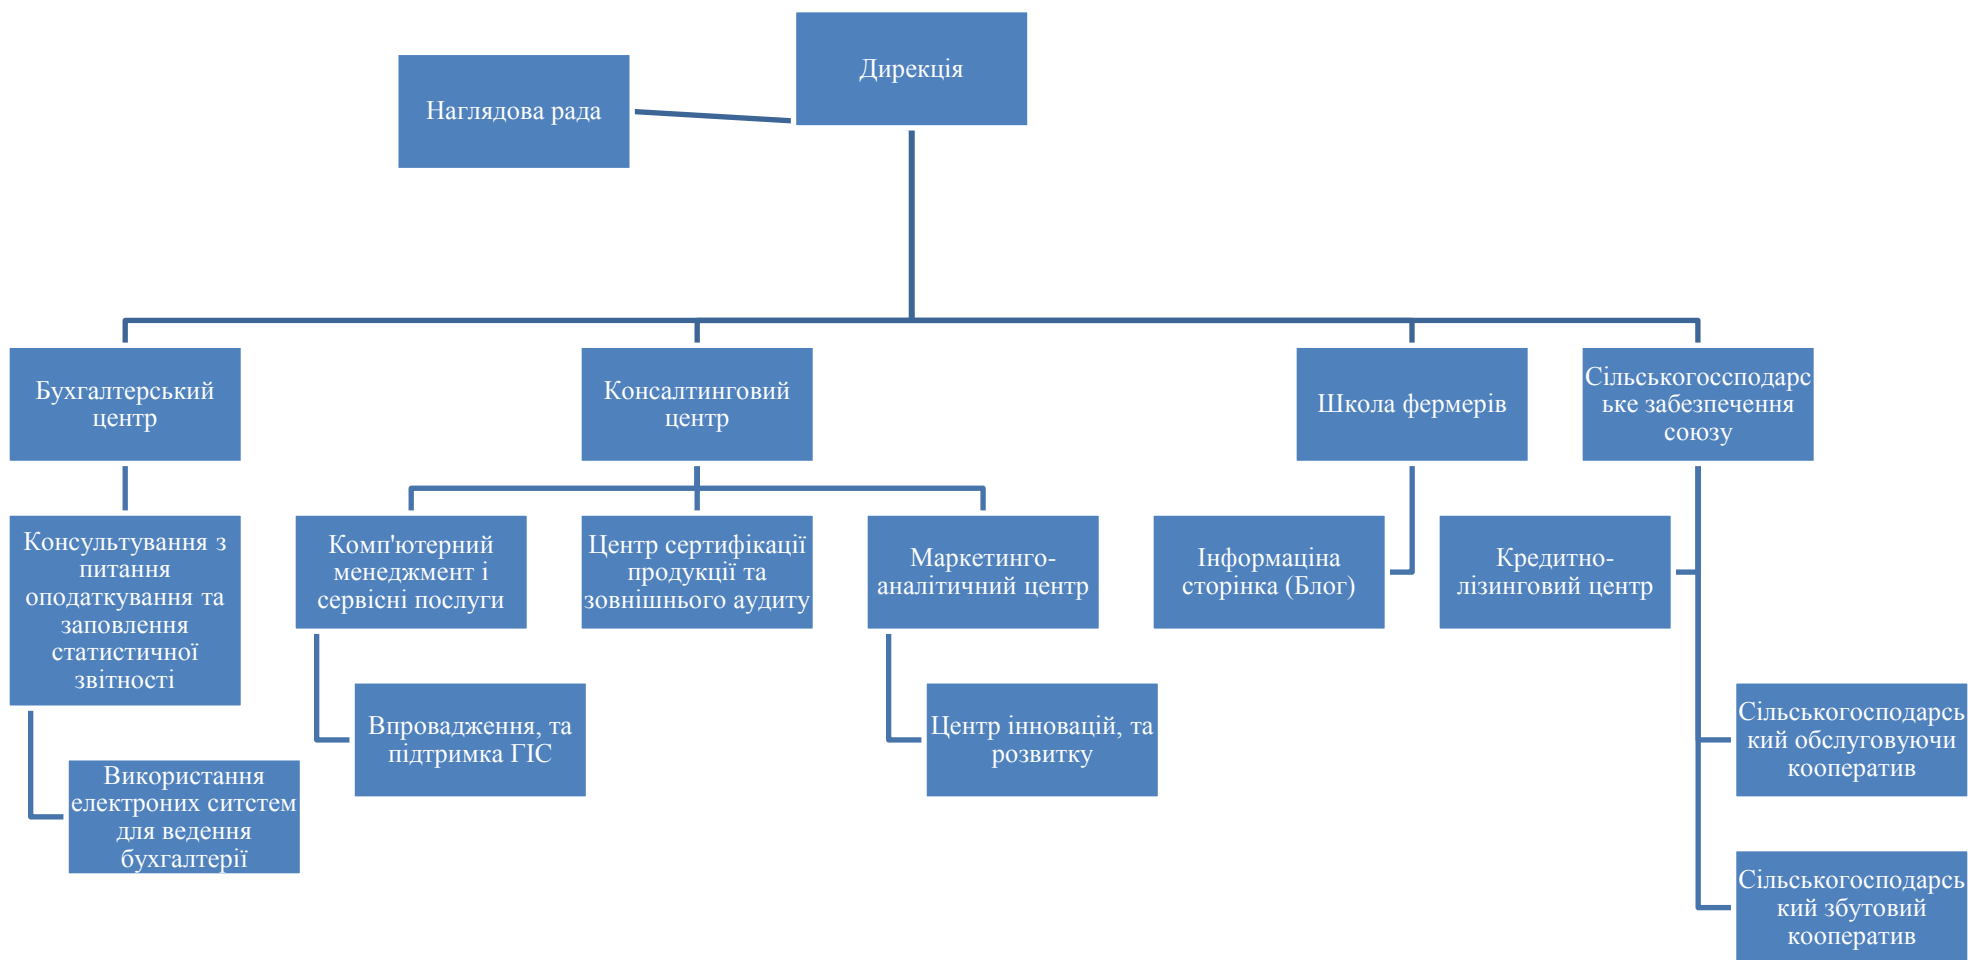 Дирекція
Наглядова рада
Бухгалтерський
центр
Консалтинговий
центр
Школа фермерів
Сільськогоссподарс
ьке забезпечення
союзу
Консультування з
питання
оподаткування та
заповлення
статистичної
звітності
Комп'ютерний
менеджмент і
сервісні послуги
Центр сертифікації
продукції та
зовнішнього аудиту
Маркетинго-
аналітичний центр
Інформаціна
сторінка (Блог)
Кредитно-
лізинговий центр
Впровадження, та
підтримка ГІС
Центр інновацій, та
розвитку
Сільськогосподарсь
кий обслуговуючи
кооператив
Використання
електроних ситстем
для ведення
бухгалтерії
Сільськогосподарсь
кий збутовий
кооператив